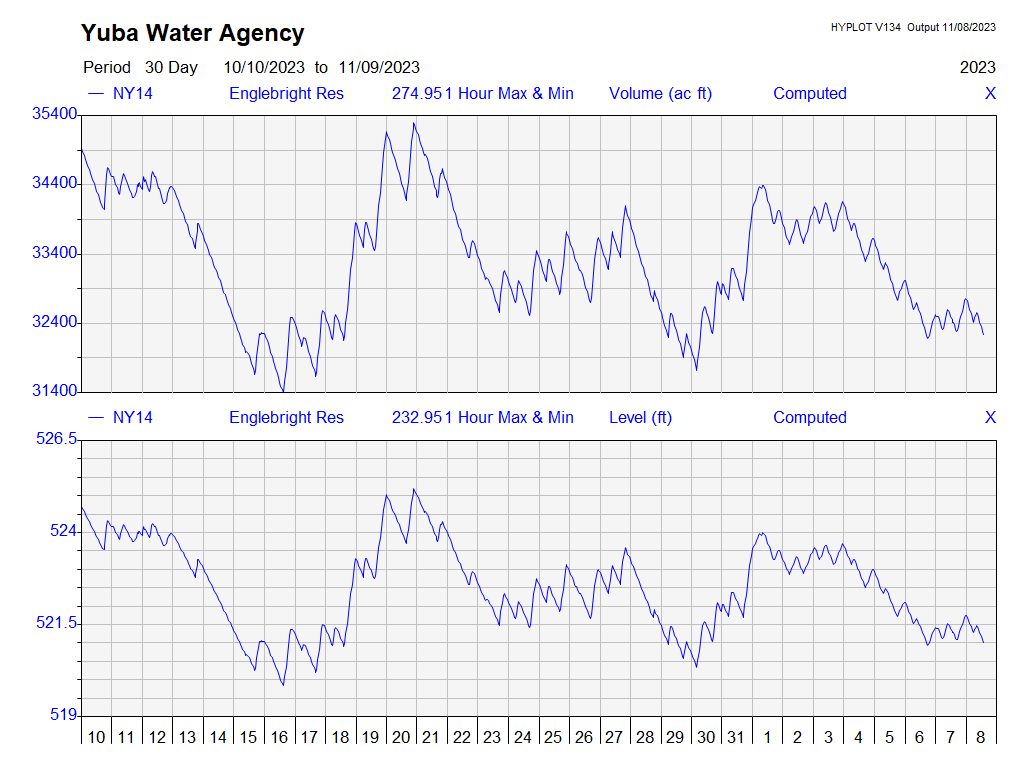 Yuba Water Agency
HYPLOT V134 Output 11/08/2023
Period 30 Day 10/10/2023 to 11/09/2023 2023
— NY14 Englebright Res 274.95 1 Hour Max & Min Volume (ac ft) Computed X
35400
34400
33400
32400
31400
— NY14 Englebright Res 232.95 1 Hour Max & Min Level (ft) Computed X
526.5
524
521.5
519
10 11 12 13 14 15 16 17 18 19 20 21 22 23 24 25 26 27 28 29 30 31 1 2 3 4 5 6 7 8